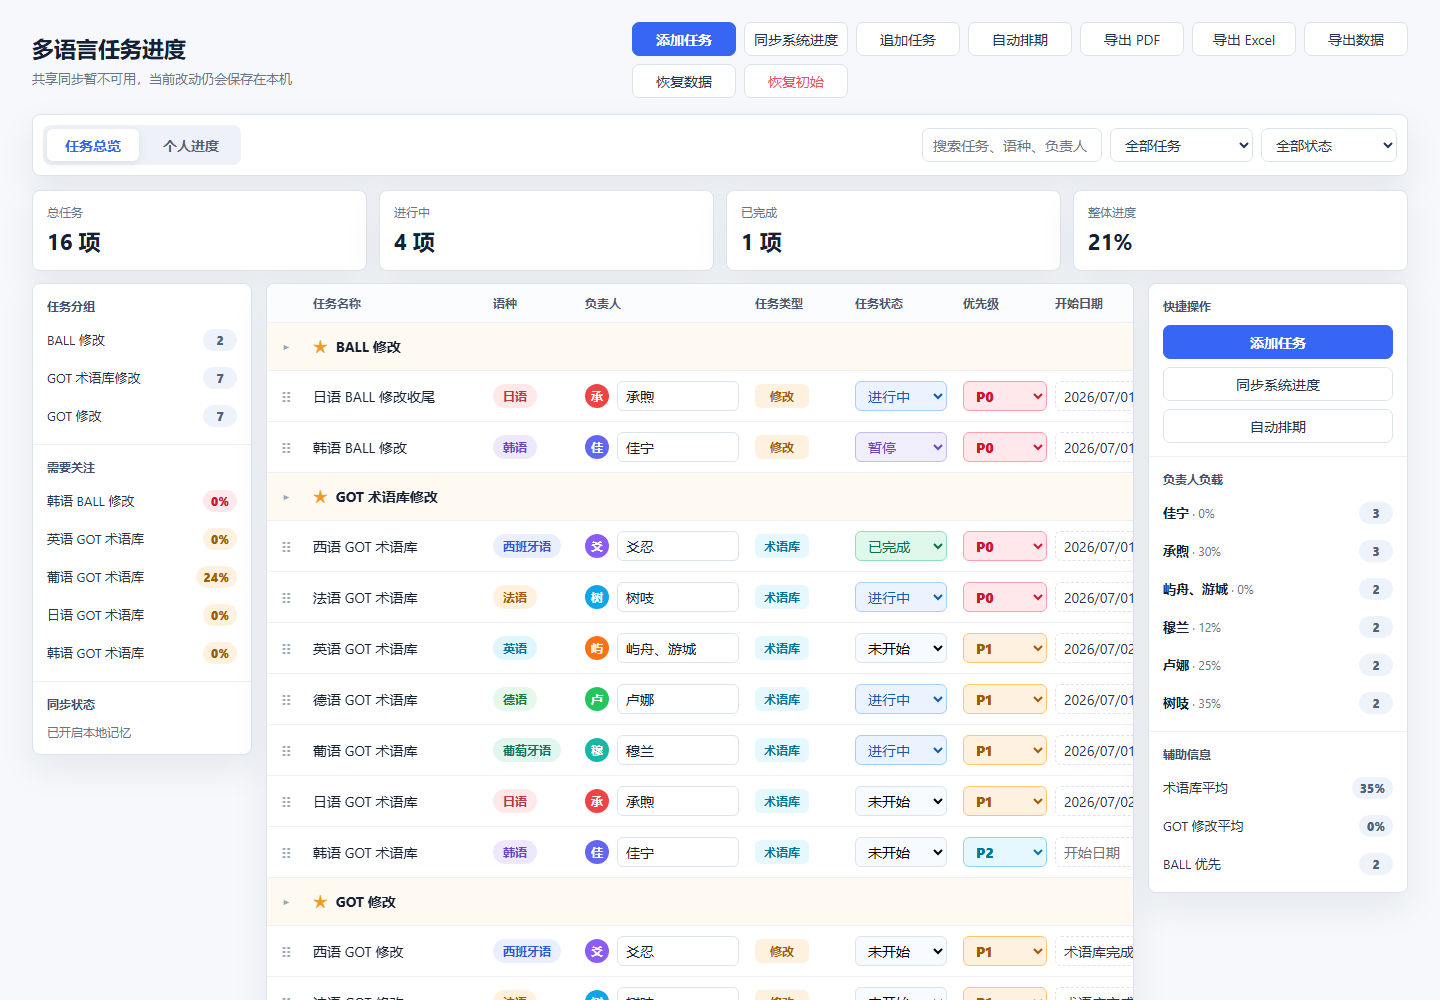 多语言任务进度
共享同步暂不可用，当前改动仍会保存在本机
添加任务 同步系统进度 追加任务 自动排期 导出 PDF 导出 Excel 导出数据
恢复数据 恢复初始
任务总览 个人进度 搜索任务、语种、负责人 全部任务 全部状态
总任务
16 项
进行中
4 项
已完成
1 项
整体进度
21%
任务分组
BALL 修改 2
GOT 术语库修改 7
GOT 修改 7
需要关注
韩语 BALL 修改 0%
英语 GOT 术语库 0%
葡语 GOT 术语库 24%
日语 GOT 术语库 0%
韩语 GOT 术语库 0%
同步状态
已开启本地记忆
任务名称 语种 负责人 任务类型 任务状态 优先级 开始日期
▸ ★ BALL 修改
日语 BALL 修改收尾 日语 承 承煦 修改 进行中 P0 2026/07/01
韩语 BALL 修改 韩语 佳 佳宁 修改 暂停 P0 2026/07/01
▸ ★ GOT 术语库修改
西语 GOT 术语库 西班牙语 爻 爻忍 术语库 已完成 P0 2026/07/01
法语 GOT 术语库 法语 树 树吱 术语库 进行中 P0 2026/07/01
英语 GOT 术语库 英语 屿 屿舟、游城 术语库 未开始 P1 2026/07/02
德语 GOT 术语库 德语 卢 卢娜 术语库 进行中 P1 2026/07/01
葡语 GOT 术语库 葡萄牙语 穆 穆兰 术语库 进行中 P1 2026/07/01
日语 GOT 术语库 日语 承 承煦 术语库 未开始 P1 2026/07/02
韩语 GOT 术语库 韩语 佳 佳宁 术语库 未开始 P2 开始日期
▸ ★ GOT 修改
西语 GOT 修改 西班牙语 爻 爻忍 修改 未开始 P1 术语库完成
快捷操作
添加任务
同步系统进度
自动排期
负责人负载
佳宁 · 0% 3
承煦 · 30% 3
屿舟、游城 · 0% 2
穆兰 · 12% 2
卢娜 · 25% 2
树吱 · 35% 2
辅助信息
术语库平均 35%
GOT 修改平均 0%
BALL 优先 2